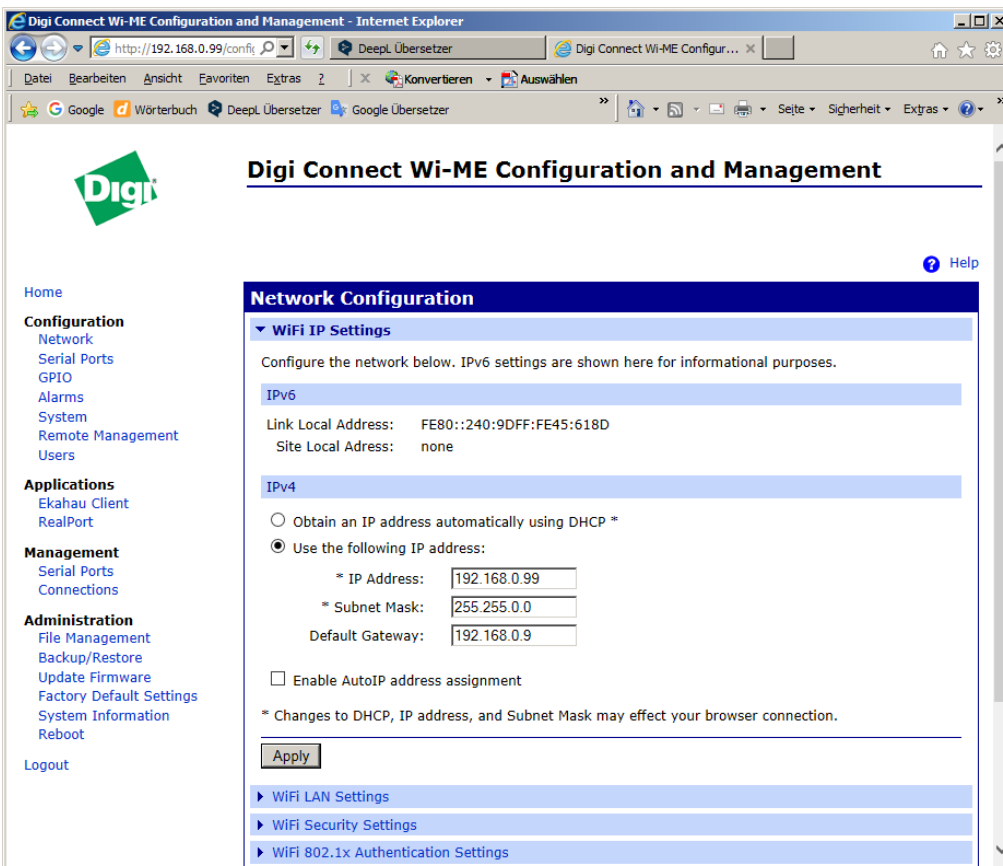 Digi Connect Wi-ME Configuration and Management - Internet Explorer
http://192.168.0.99/config
DeepL Übersetzer
Digi Connect Wi-ME Configur...
Datei Bearbeiten Ansicht Favoriten Extras ?
Konvertieren
Auswählen
Google
Wörterbuch
DeepL Übersetzer
Google Übersetzer
»
Seite
Sicherheit
Extras
Digi
Digi Connect Wi-ME Configuration and Management
Help
Home
Configuration
Network
Serial Ports
GPIO
Alarms
System
Remote Management
Users
Applications
Ekahau Client
RealPort
Management
Serial Ports
Connections
Administration
File Management
Backup/Restore
Update Firmware
Factory Default Settings
System Information
Reboot
Logout
Network Configuration
WiFi IP Settings
Configure the network below. IPv6 settings are shown here for informational purposes.
IPv6
Link Local Address: FE80::240:9DFF:FE45:618D
Site Local Adress: none
IPv4
Obtain an IP address automatically using DHCP *
Use the following IP address:
* IP Address: 192.168.0.99
* Subnet Mask: 255.255.0.0
Default Gateway: 192.168.0.9
Enable AutoIP address assignment
* Changes to DHCP, IP address, and Subnet Mask may effect your browser connection.
Apply
WiFi LAN Settings
WiFi Security Settings
WiFi 802.1x Authentication Settings